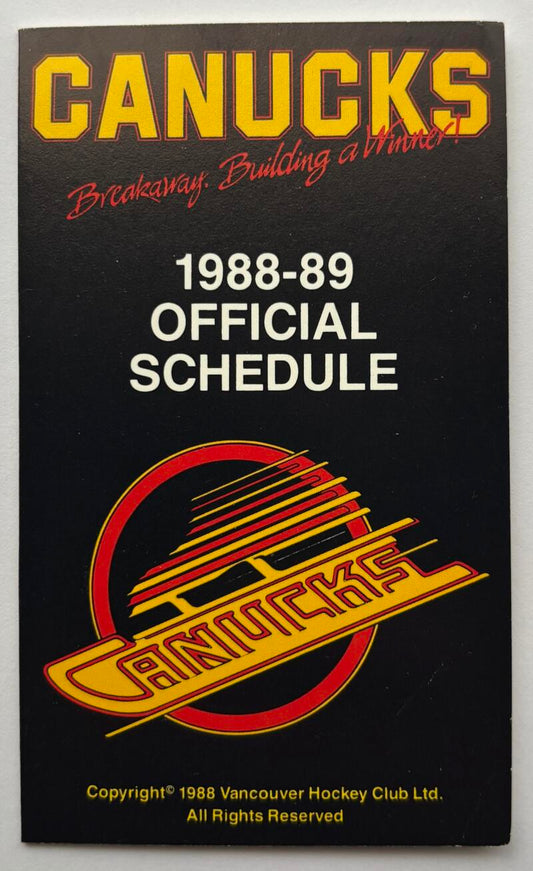 CANUCKS
Breakaway. Building a Winner!
1988-89
OFFICIAL
SCHEDULE
CANUCKS
Copyright© 1988 Vancouver Hockey Club Ltd.
All Rights Reserved